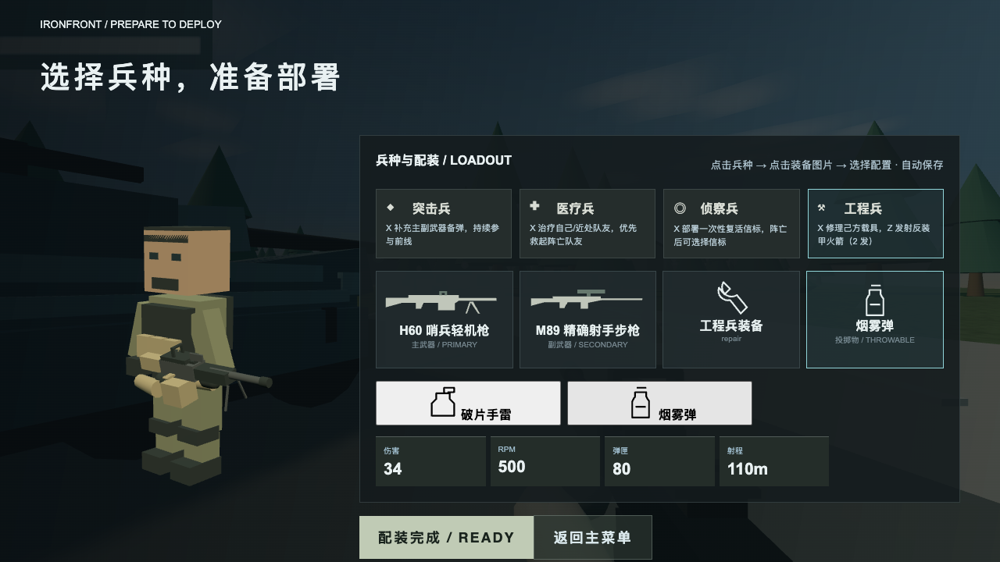 IRONFRONT / PREPARE TO DEPLOY
选择兵种，准备部署
兵种与配装 / LOADOUT
点击兵种 → 点击装备图片 → 选择配置 · 自动保存
突击兵
X 补充主副武器备弹，持续参
与前线
医疗兵
X 治疗自己/近处队友，优先
救起阵亡队友
侦察兵
X 部署一次性复活信标，阵亡
后可选择信标
工程兵
X 修理己方载具，Z 发射反装
甲火箭（2 发）
H60 哨兵轻机枪
主武器 / PRIMARY
M89 精确射手步枪
副武器 / SECONDARY
工程兵装备
repair
烟雾弹
投掷物 / THROWABLE
破片手雷
烟雾弹
伤害
34
RPM
500
弹匣
80
射程
110m
配装完成 / READY
返回主菜单